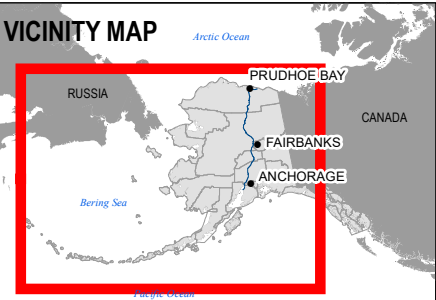 VICINITY MAP
Arctic Ocean
PRUDHOE BAY
RUSSIA
CANADA
FAIRBANKS
ANCHORAGE
Bering Sea
Pacific Ocean